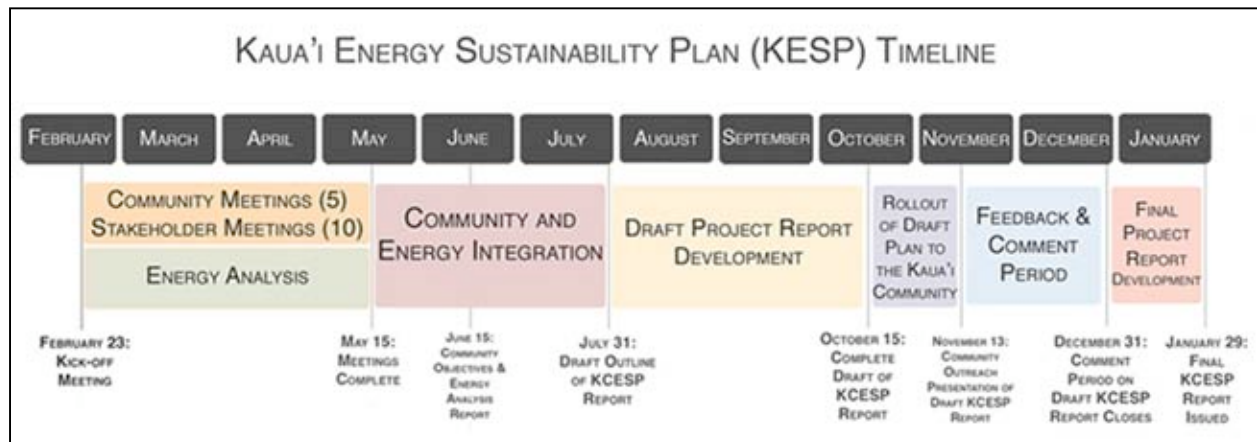 KAUA'I ENERGY SUSTAINABILITY PLAN (KESP) TIMELINE
FEBRUARY
MARCH
APRIL
MAY
JUNE
JULY
AUGUST
SEPTEMBER
OCTOBER
NOVEMBER
DECEMBER
JANUARY
COMMUNITY MEETINGS (5)
STAKEHOLDER MEETINGS (10)
ENERGY ANALYSIS
COMMUNITY AND
ENERGY INTEGRATION
DRAFT PROJECT REPORT
DEVELOPMENT
ROLLOUT
OF DRAFT
PLAN TO
THE KAUA'I
COMMUNITY
FEEDBACK &
COMMENT
PERIOD
FINAL
PROJECT
REPORT
DEVELOPMENT
FEBRUARY 23:
KICK-OFF
MEETING
MAY 15:
MEETINGS
COMPLETE
JUNE 15:
COMMUNITY
OBJECTIVES &
ENERGY
ANALYSIS
REPORT
JULY 31:
DRAFT OUTLINE
OF KCESP
REPORT
OCTOBER 15:
COMPLETE
DRAFT OF
KCESP
REPORT
NOVEMBER 13:
COMMUNITY
OUTREACH
PRESENTATION OF
DRAFT KCESP
REPORT
DECEMBER 31:
COMMENT
PERIOD ON
DRAFT KCESP
REPORT CLOSES
JANUARY 29:
FINAL
KCESP
REPORT
ISSUED